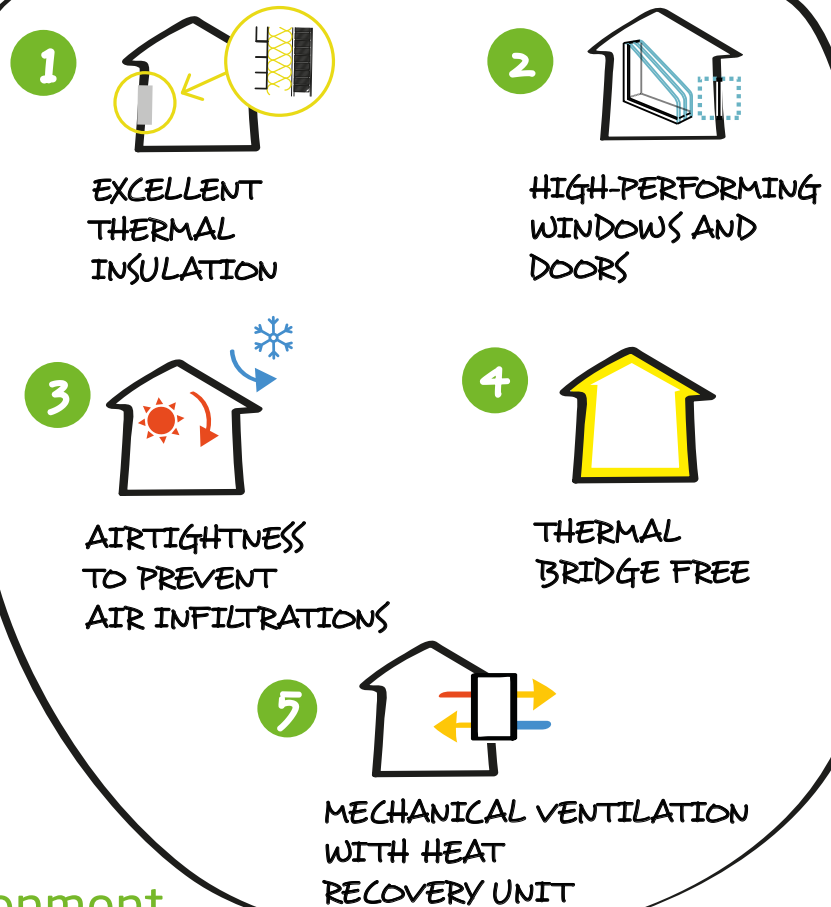 1
EXCELLENT
THERMAL
INSULATION
2
HIGH-PERFORMING
WINDOWS AND
DOORS
3
AIRTIGHTNESS
TO PREVENT
AIR INFILTRATIONS
4
THERMAL
BRIDGE FREE
5
MECHANICAL VENTILATION
WITH HEAT
RECOVERY UNIT